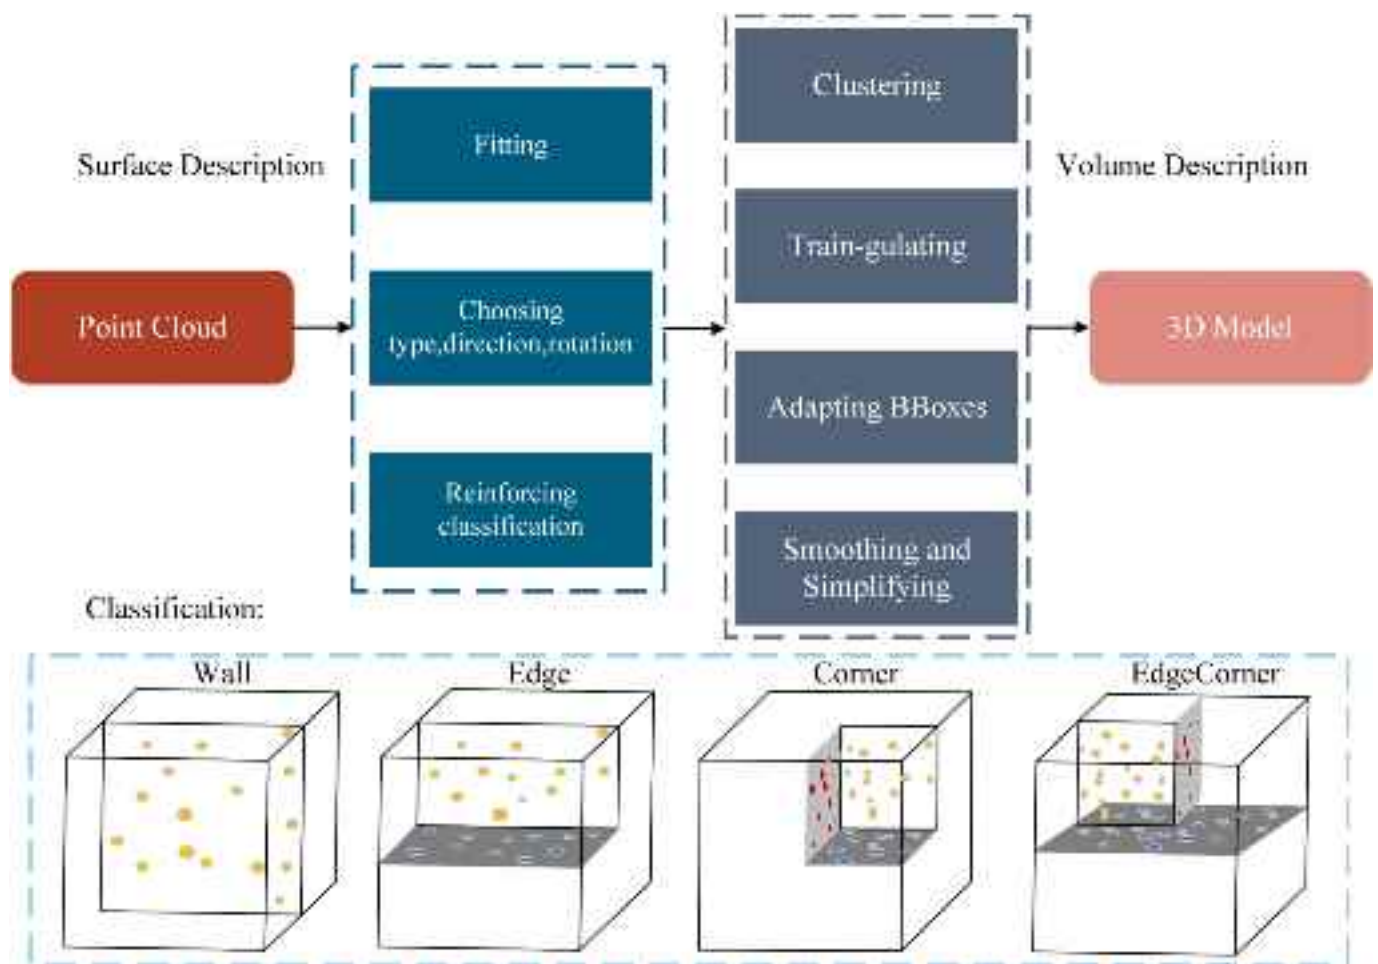 Surface Description
Point Cloud
Fitting
Choosing
type,direction,rotation
Reinforcing
classification
Clustering
Train-gulating
Adapting BBoxes
Smoothing and
Simplifying
Volume Description
3D Model
Classification:
Wall
Edge
Corner
EdgeCorner